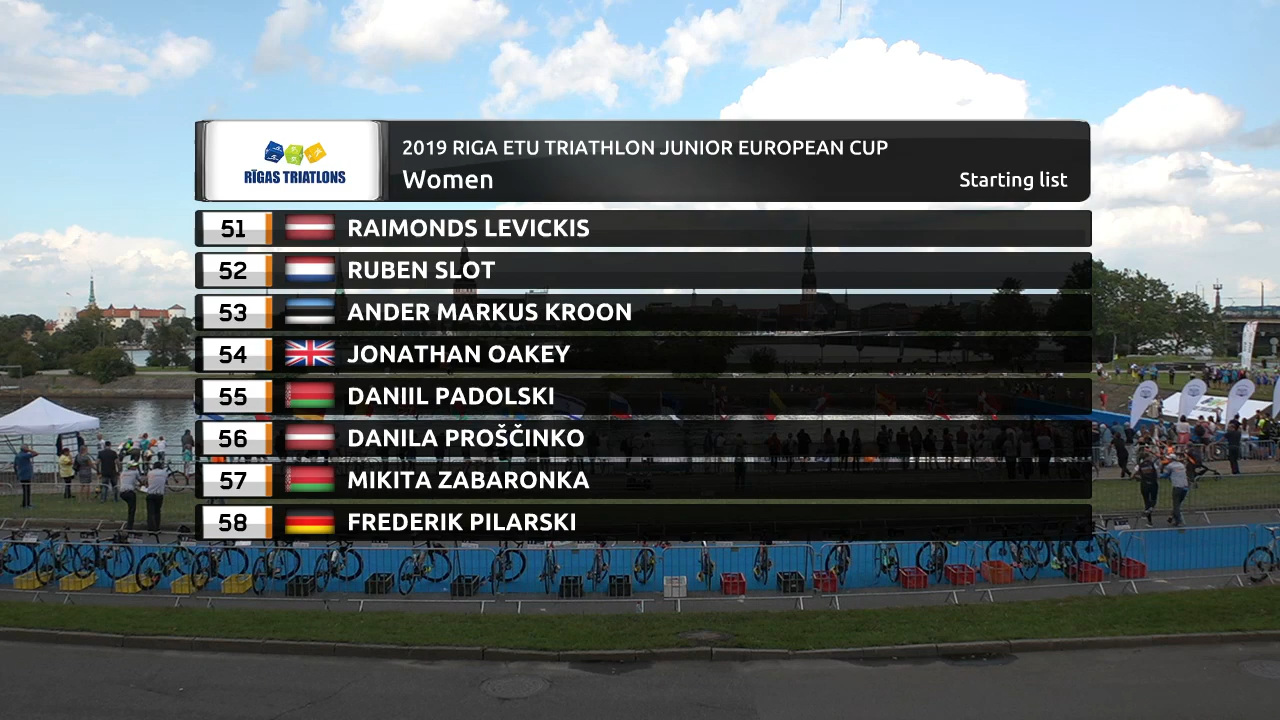 RĪGAS TRIATLONS
2019 RIGA ETU TRIATHLON JUNIOR EUROPEAN CUP
Women
Starting list
51 RAIMONDS LEVICKIS
52 RUBEN SLOT
53 ANDER MARKUS KROON
54 JONATHAN OAKEY
55 DANIIL PADOLSKI
56 DANILA PROŠČINKO
57 MIKITA ZABARONKA
58 FREDERIK PILARSKI